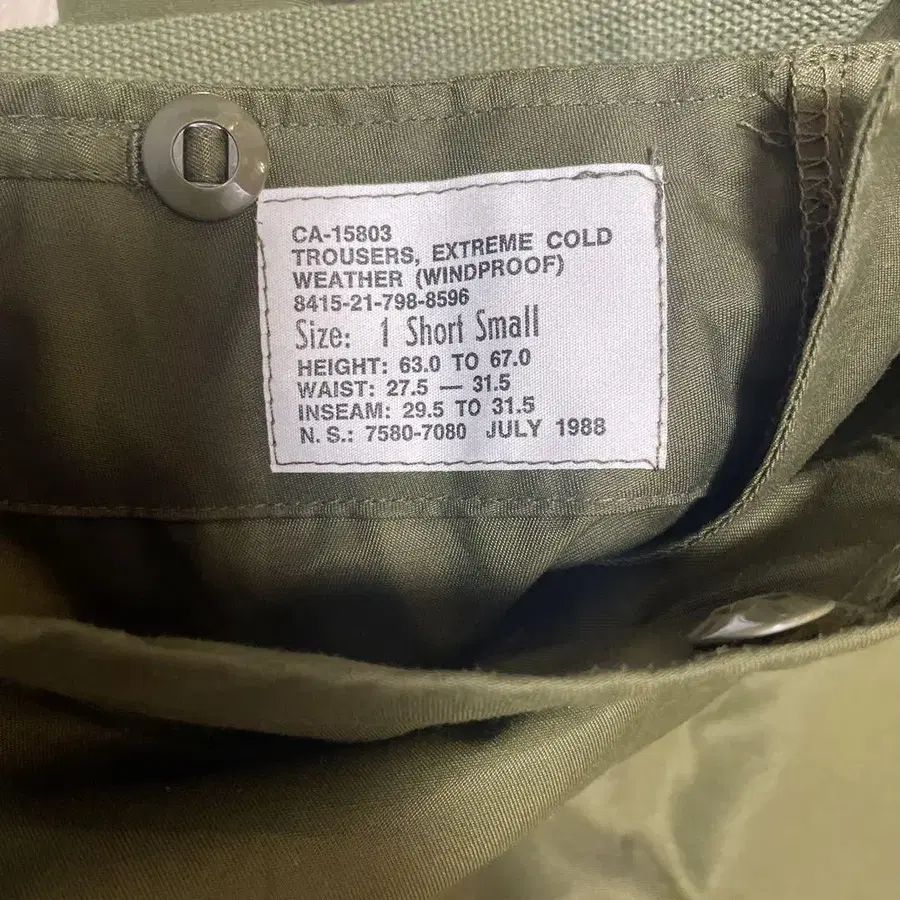 CA-15803
TROUSERS, EXTREME COLD
WEATHER (WINDPROOF)
8415-21-798-8596
Size: 1 Short Small
HEIGHT: 63.0 TO 67.0
WAIST: 27.5 — 31.5
INSEAM: 29.5 TO 31.5
N. S.: 7580-7080 JULY 1988